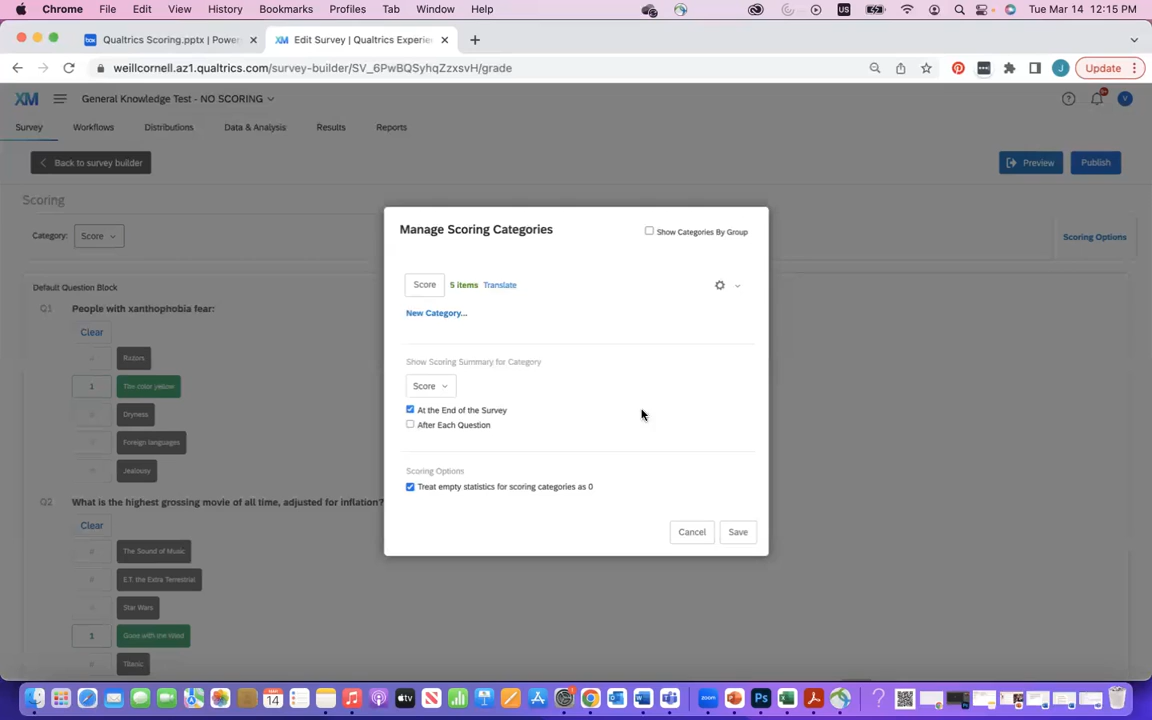 Chrome File Edit View History Bookmarks Profiles Tab Window Help US Tue Mar 14 12:15 PM
Qualtrics Scoring.pptx | Power Edit Survey | Qualtrics Experie
weillcornell.az1.qualtrics.com/survey-builder/SV_6PwBQSyhqZzxsvH/grade Update
XM General Knowledge Test - NO SCORING
Survey Workflows Distributions Data & Analysis Results Reports
Back to survey builder Preview Publish
Scoring
Category: Score Scoring Options
Manage Scoring Categories Show Categories By Group
Score 5 items Translate
New Category...
Show Scoring Summary for Category
Score
At the End of the Survey
After Each Question
Scoring Options
Treat empty statistics for scoring categories as 0
Cancel Save
Default Question Block
Q1 People with xanthophobia fear:
Clear
Razors
1 The color yellow
Dryness
Foreign languages
Jealousy
Q2 What is the highest grossing movie of all time, adjusted for inflation?
Clear
The Sound of Music
E.T. the Extra Terrestrial
Star Wars
1 Gone with the Wind
Titanic